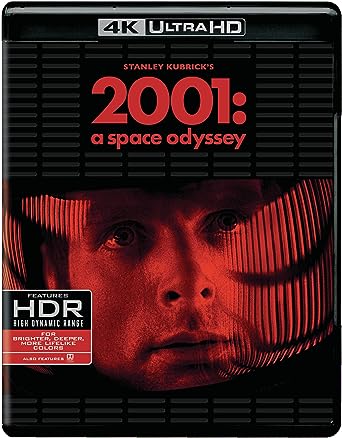 4K ULTRA HD
STANLEY KUBRICK'S
2001:
a space odyssey
FEATURES
HDR
HIGH DYNAMIC RANGE
FOR
BRIGHTER, DEEPER,
MORE LIFELIKE
COLORS
ALSO FEATURES